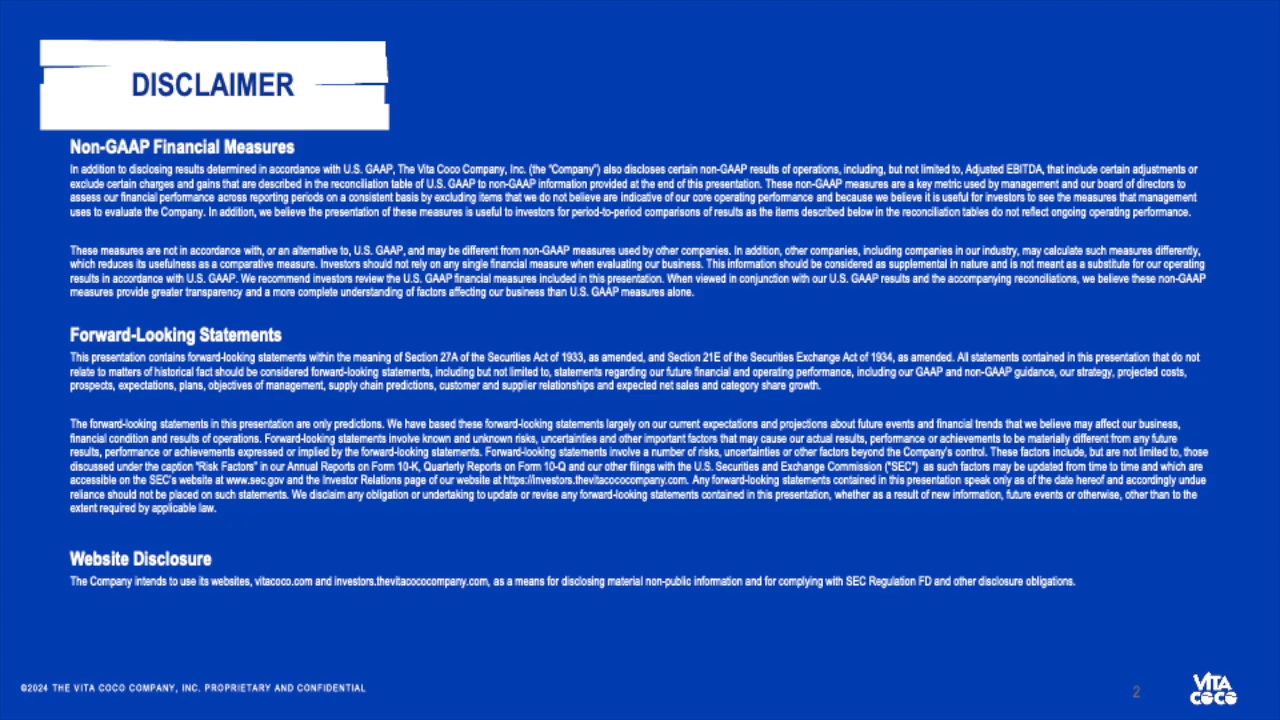 DISCLAIMER
Non-GAAP Financial Measures
In addition to disclosing results determined in accordance with U.S. GAAP, The Vita Coco Company, Inc. (the "Company") also discloses certain non-GAAP results of operations, including, but not limited to, Adjusted EBITDA, that include certain adjustments or
exclude certain charges and gains that are described in the reconciliation table of U.S. GAAP to non-GAAP information provided at the end of this presentation. These non-GAAP measures are a key metric used by management and our board of directors to
assess our financial performance across reporting periods on a consistent basis by excluding items that we do not believe are indicative of our core operating performance and because we believe it is useful for investors to see the measures that management
uses to evaluate the Company. In addition, we believe the presentation of these measures is useful to investors for period-to-period comparisons of results as the items described below in the reconciliation tables do not reflect ongoing operating performance.
These measures are not in accordance with, or an alternative to, U.S. GAAP, and may be different from non-GAAP measures used by other companies. In addition, other companies, including companies in our industry, may calculate such measures differently,
which reduces its usefulness as a comparative measure. Investors should not rely on any single financial measure when evaluating our business. This information should be considered as supplemental in nature and is not meant as a substitute for our operating
results in accordance with U.S. GAAP. We recommend investors review the U.S. GAAP financial measures included in this presentation. When viewed in conjunction with our U.S. GAAP results and the accompanying reconciliations, we believe these non-GAAP
measures provide greater transparency and a more complete understanding of factors affecting our business than U.S. GAAP measures alone.
Forward-Looking Statements
This presentation contains forward-looking statements within the meaning of Section 27A of the Securities Act of 1933, as amended, and Section 21E of the Securities Exchange Act of 1934, as amended. All statements contained in this presentation that do not
relate to matters of historical fact should be considered forward-looking statements, including but not limited to, statements regarding our future financial and operating performance, including our GAAP and non-GAAP guidance, our strategy, projected costs,
prospects, expectations, plans, objectives of management, supply chain predictions, customer and supplier relationships and expected net sales and category share growth.
The forward-looking statements in this presentation are only predictions. We have based these forward-looking statements largely on our current expectations and projections about future events and financial trends that we believe may affect our business,
financial condition and results of operations. Forward-looking statements involve known and unknown risks, uncertainties and other important factors that may cause our actual results, performance or achievements to be materially different from any future
results, performance or achievements expressed or implied by the forward-looking statements. Forward-looking statements involve a number of risks, uncertainties or other factors beyond the Company's control. These factors include, but are not limited to, those
discussed under the caption "Risk Factors" in our Annual Reports on Form 10-K, Quarterly Reports on Form 10-Q and our other filings with the U.S. Securities and Exchange Commission ("SEC") as such factors may be updated from time to time and which are
accessible on the SEC's website at www.sec.gov and the Investor Relations page of our website at https://investors.thevitacococompany.com. Any forward-looking statements contained in this presentation speak only as of the date hereof and accordingly undue
reliance should not be placed on such statements. We disclaim any obligation or undertaking to update or revise any forward-looking statements contained in this presentation, whether as a result of new information, future events or otherwise, other than to the
extent required by applicable law.
Website Disclosure
The Company intends to use its websites, vitacoco.com and investors.thevitacococompany.com, as a means for disclosing material non-public information and for complying with SEC Regulation FD and other disclosure obligations.
©2024 THE VITA COCO COMPANY, INC. PROPRIETARY AND CONFIDENTIAL
2
VITA
COCO